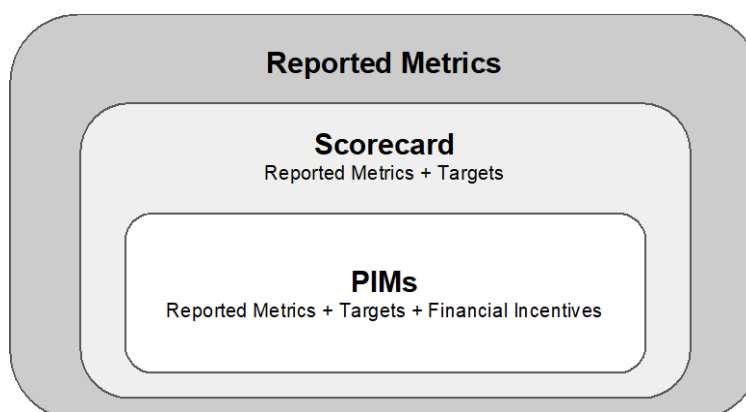 Reported Metrics
Scorecard
Reported Metrics + Targets
PIMs
Reported Metrics + Targets + Financial Incentives